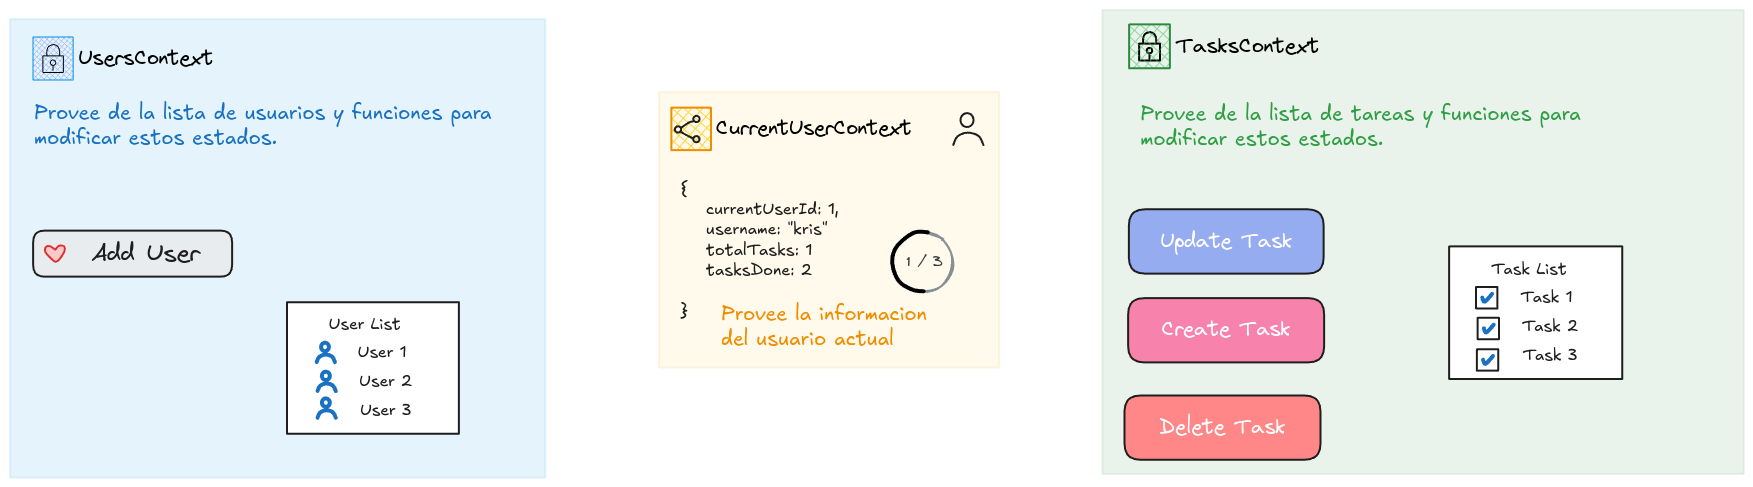 UsersContext
Provee de la lista de usuarios y funciones para
modificar estos estados.
Add User
User List
User 1
User 2
User 3
CurrentUserContext
{
currentUserId: 1,
username: "kris"
totalTasks: 1
tasksDone: 2
}
1 / 3
Provee la informacion
del usuario actual
TasksContext
Provee de la lista de tareas y funciones para
modificar estos estados.
Update Task
Create Task
Delete Task
Task List
Task 1
Task 2
Task 3